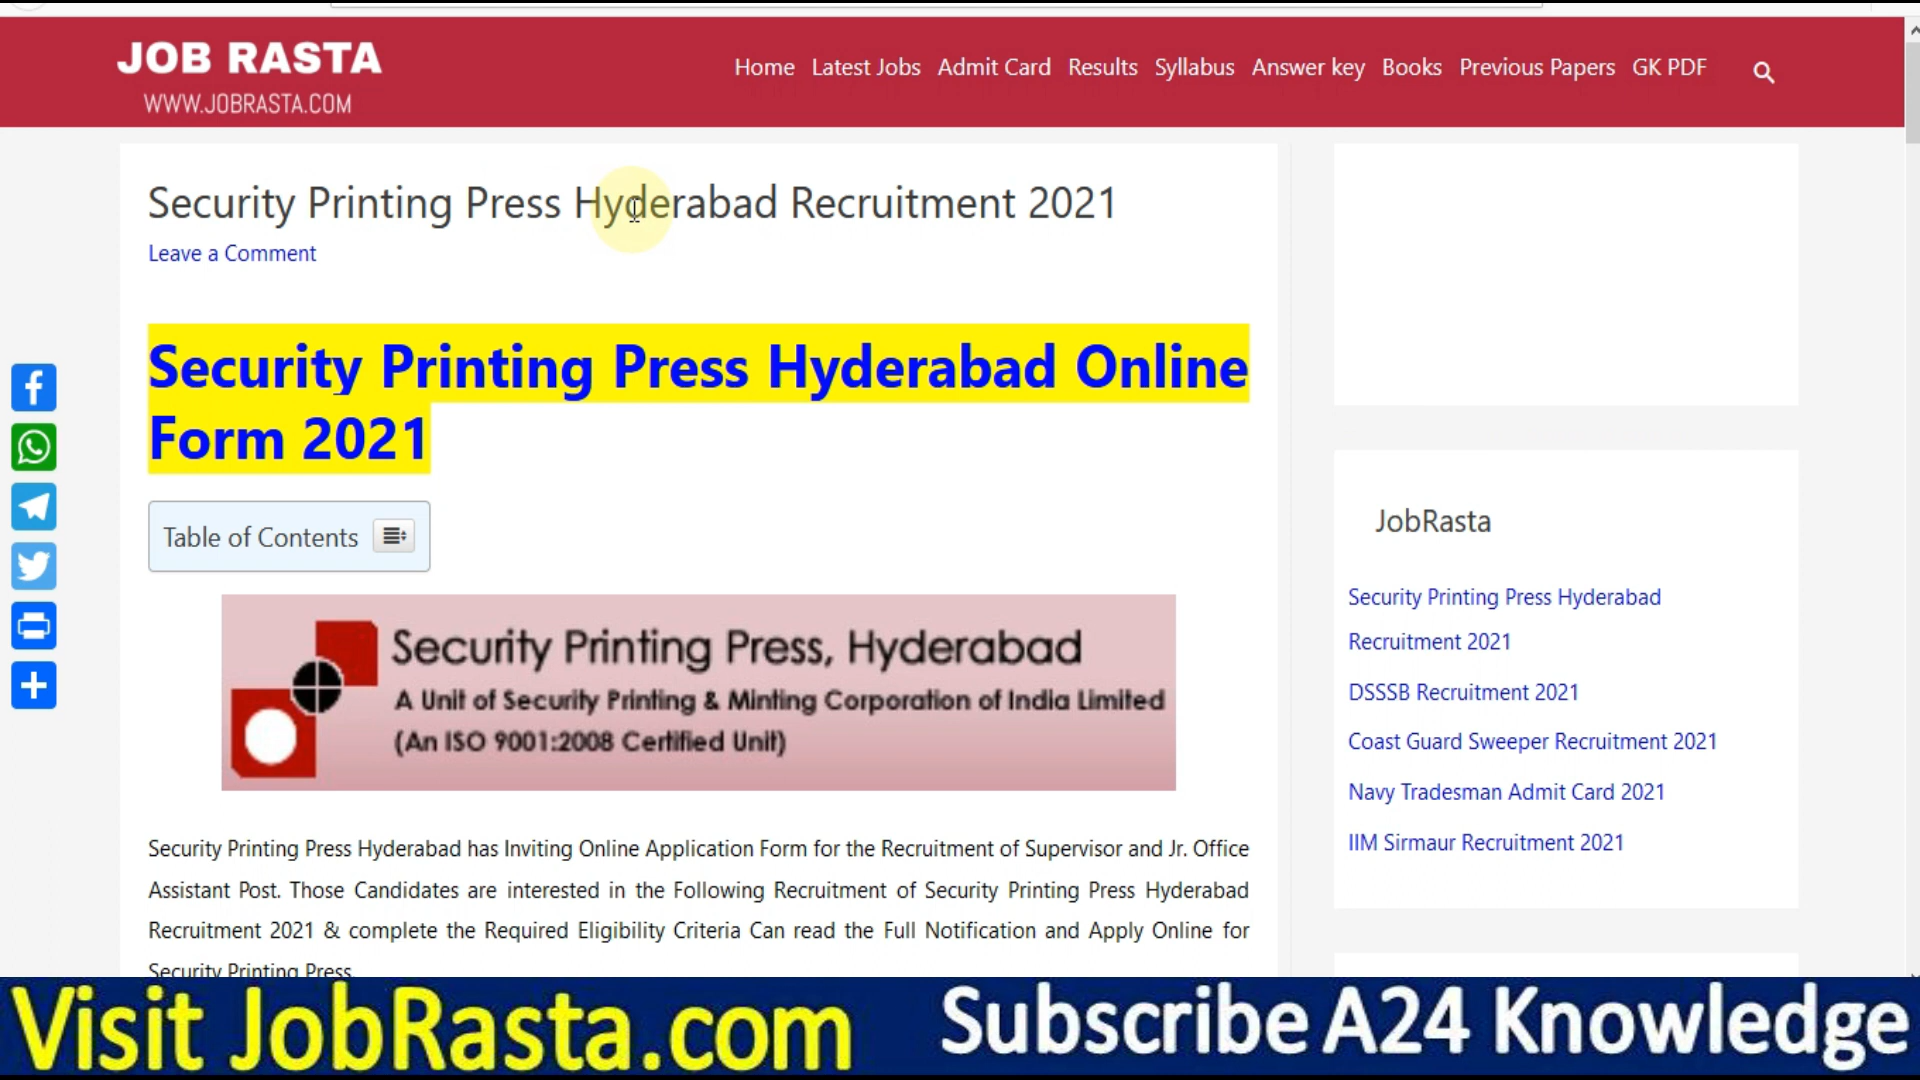 JOB RASTA
WWW.JOBRASTA.COM
Home Latest Jobs Admit Card Results Syllabus Answer key Books Previous Papers GK PDF
Security Printing Press Hyderabad Recruitment 2021
Leave a Comment
Security Printing Press Hyderabad Online
Form 2021
Table of Contents
Security Printing Press, Hyderabad
A Unit of Security Printing & Minting Corporation of India Limited
(An ISO 9001:2008 Certified Unit)
Security Printing Press Hyderabad has Inviting Online Application Form for the Recruitment of Supervisor and Jr. Office
Assistant Post. Those Candidates are interested in the Following Recruitment of Security Printing Press Hyderabad
Recruitment 2021 & complete the Required Eligibility Criteria Can read the Full Notification and Apply Online for
Security Printing Press.
JobRasta
Security Printing Press Hyderabad
Recruitment 2021
DSSSB Recruitment 2021
Coast Guard Sweeper Recruitment 2021
Navy Tradesman Admit Card 2021
IIM Sirmaur Recruitment 2021
Visit JobRasta.com
Subscribe A24 Knowledge